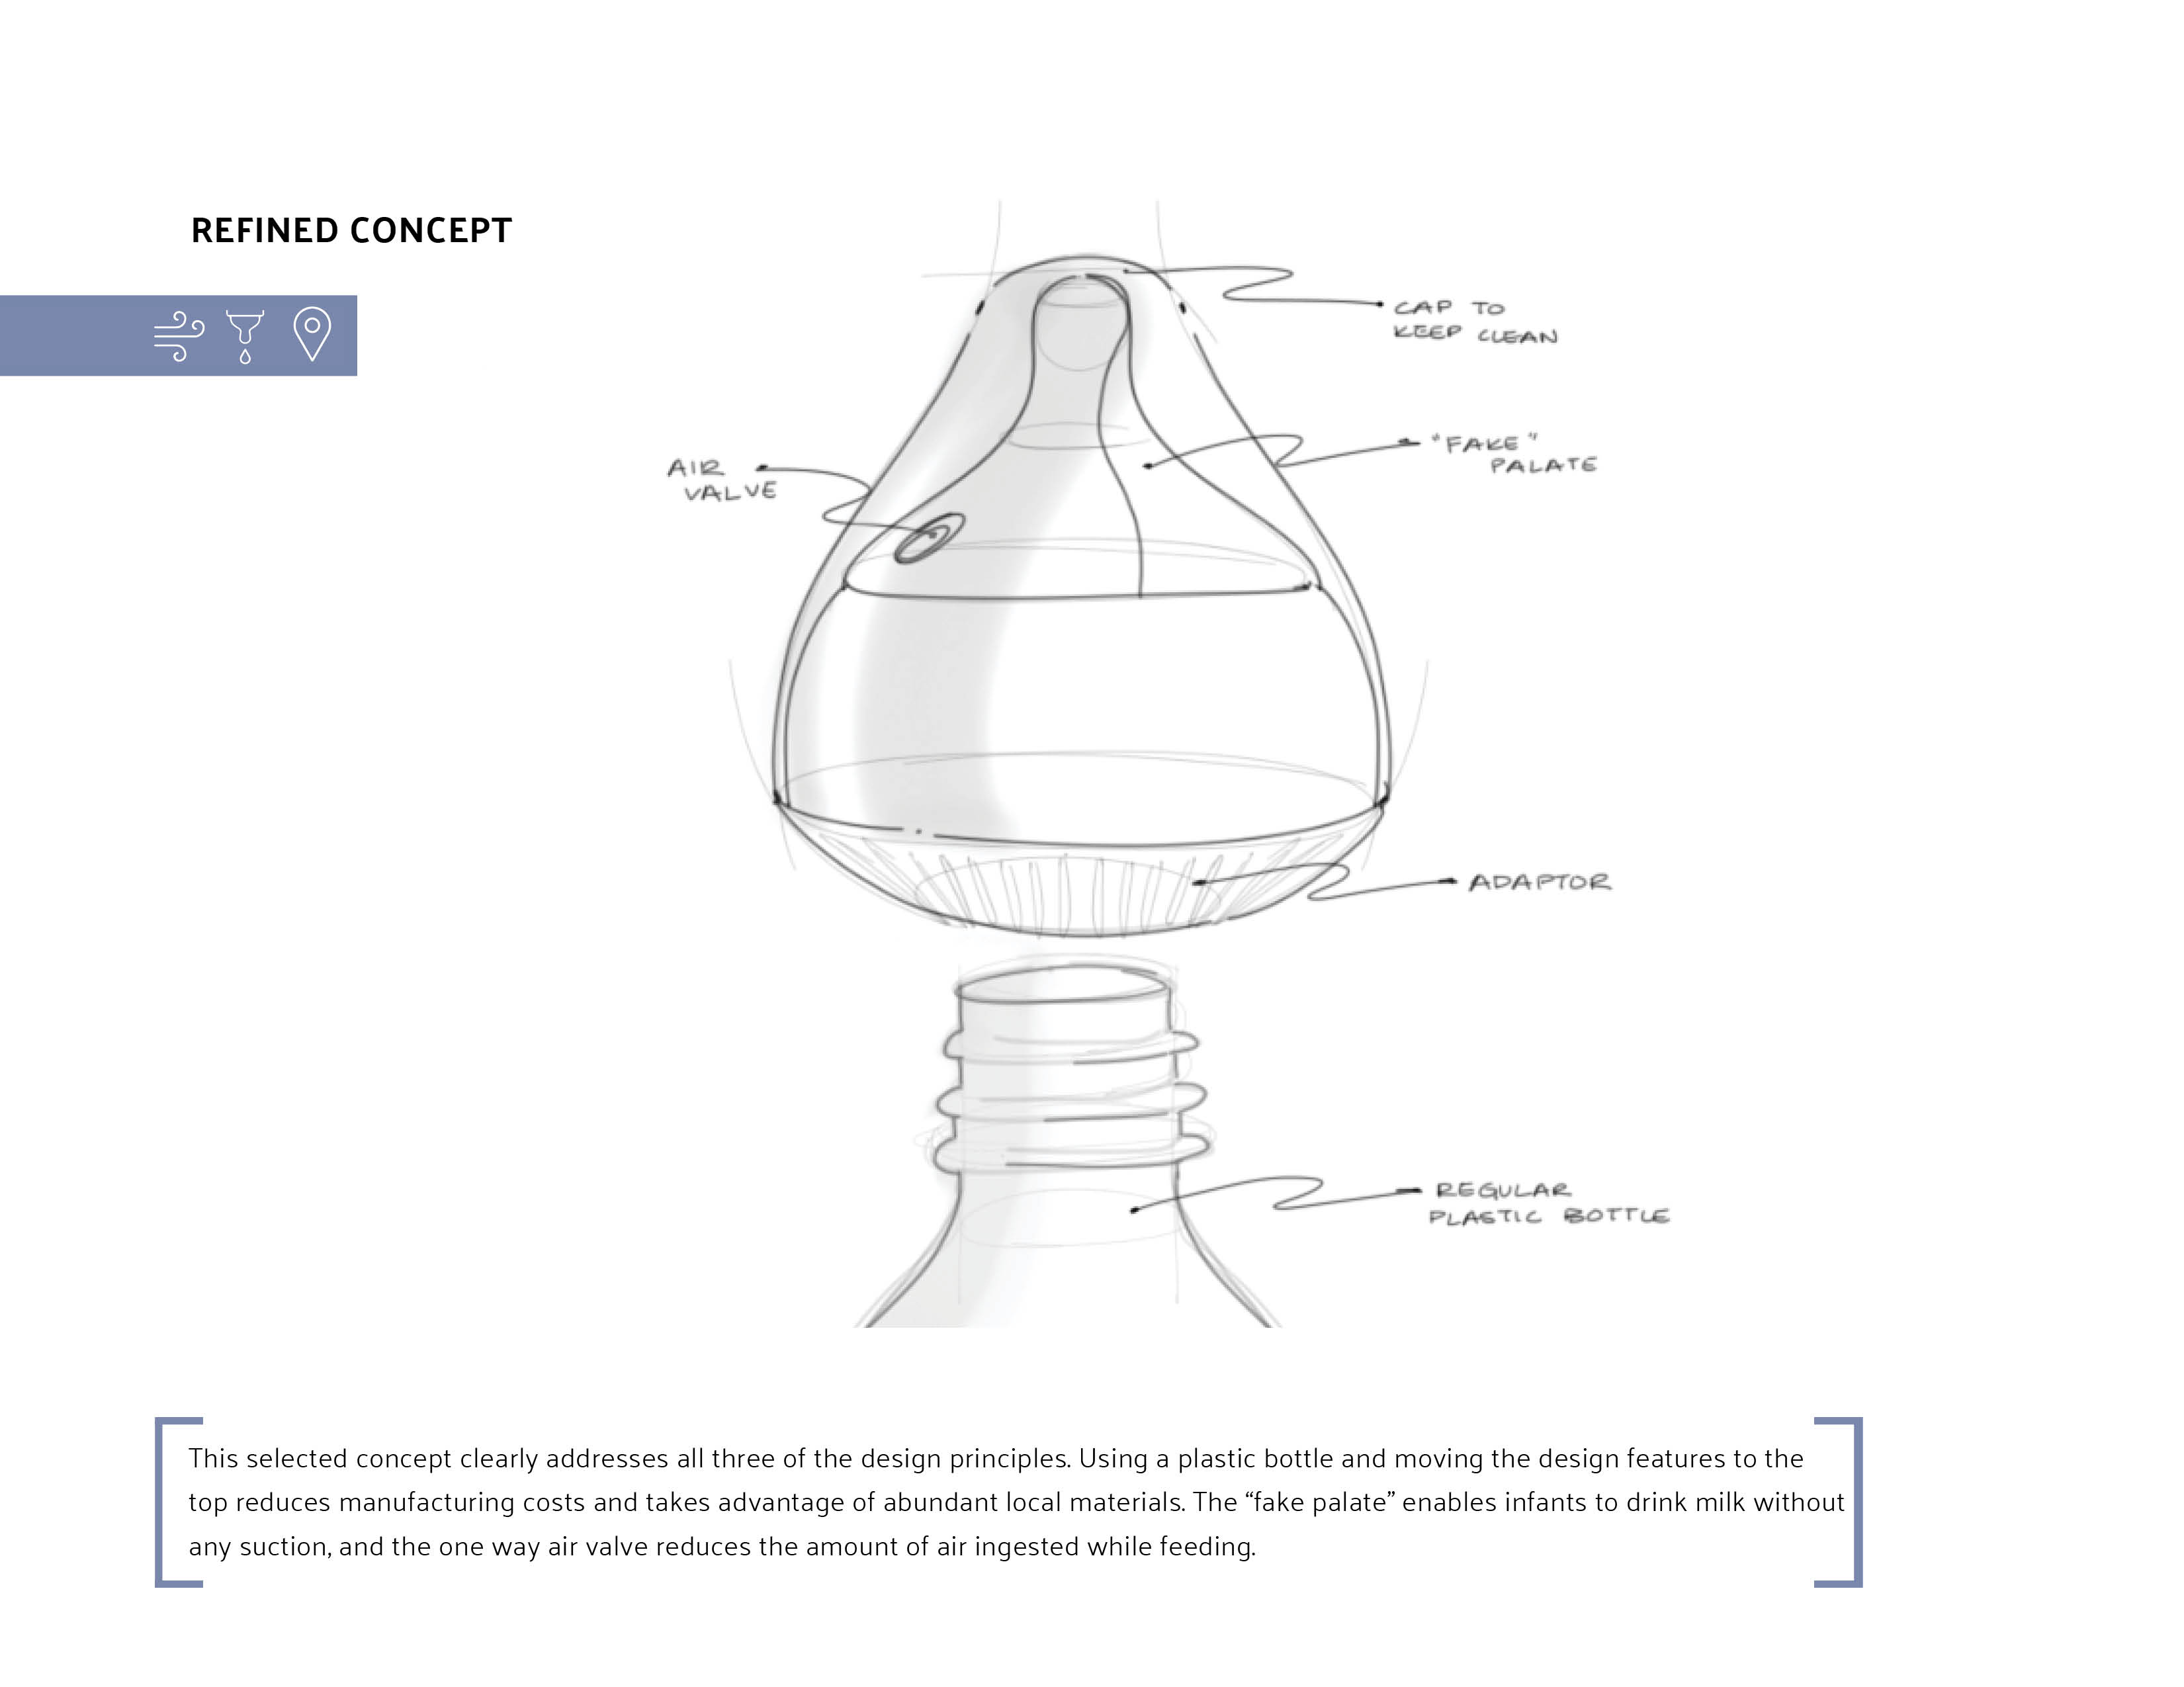 REFINED CONCEPT
CAP TO
KEEP CLEAN
"FAKE"
PALATE
AIR
VALVE
ADAPTOR
REGULAR
PLASTIC BOTTLE
This selected concept clearly addresses all three of the design principles. Using a plastic bottle and moving the design features to the
top reduces manufacturing costs and takes advantage of abundant local materials. The “fake palate” enables infants to drink milk without
any suction, and the one way air valve reduces the amount of air ingested while feeding.